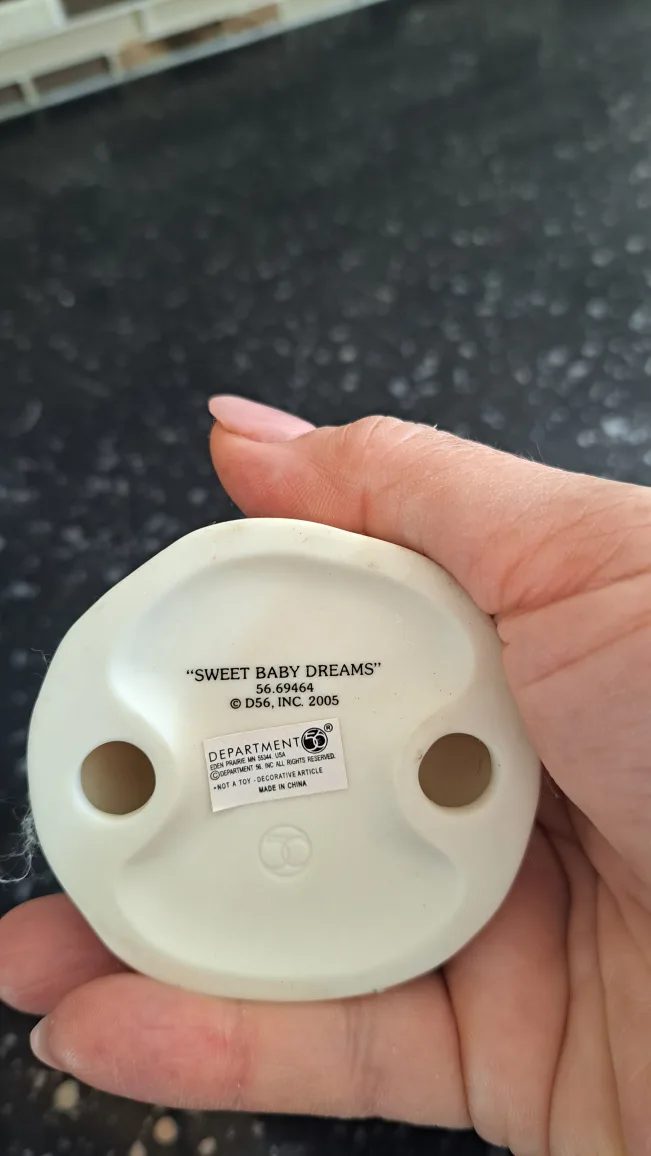 “SWEET BABY DREAMS”
56.69464
© D56, INC. 2005
DEPARTMENT 56 ®
EDEN PRAIRIE MN 55344, USA
©DEPARTMENT 56, INC ALL RIGHTS RESERVED.
•NOT A TOY - DECORATIVE ARTICLE
MADE IN CHINA
56